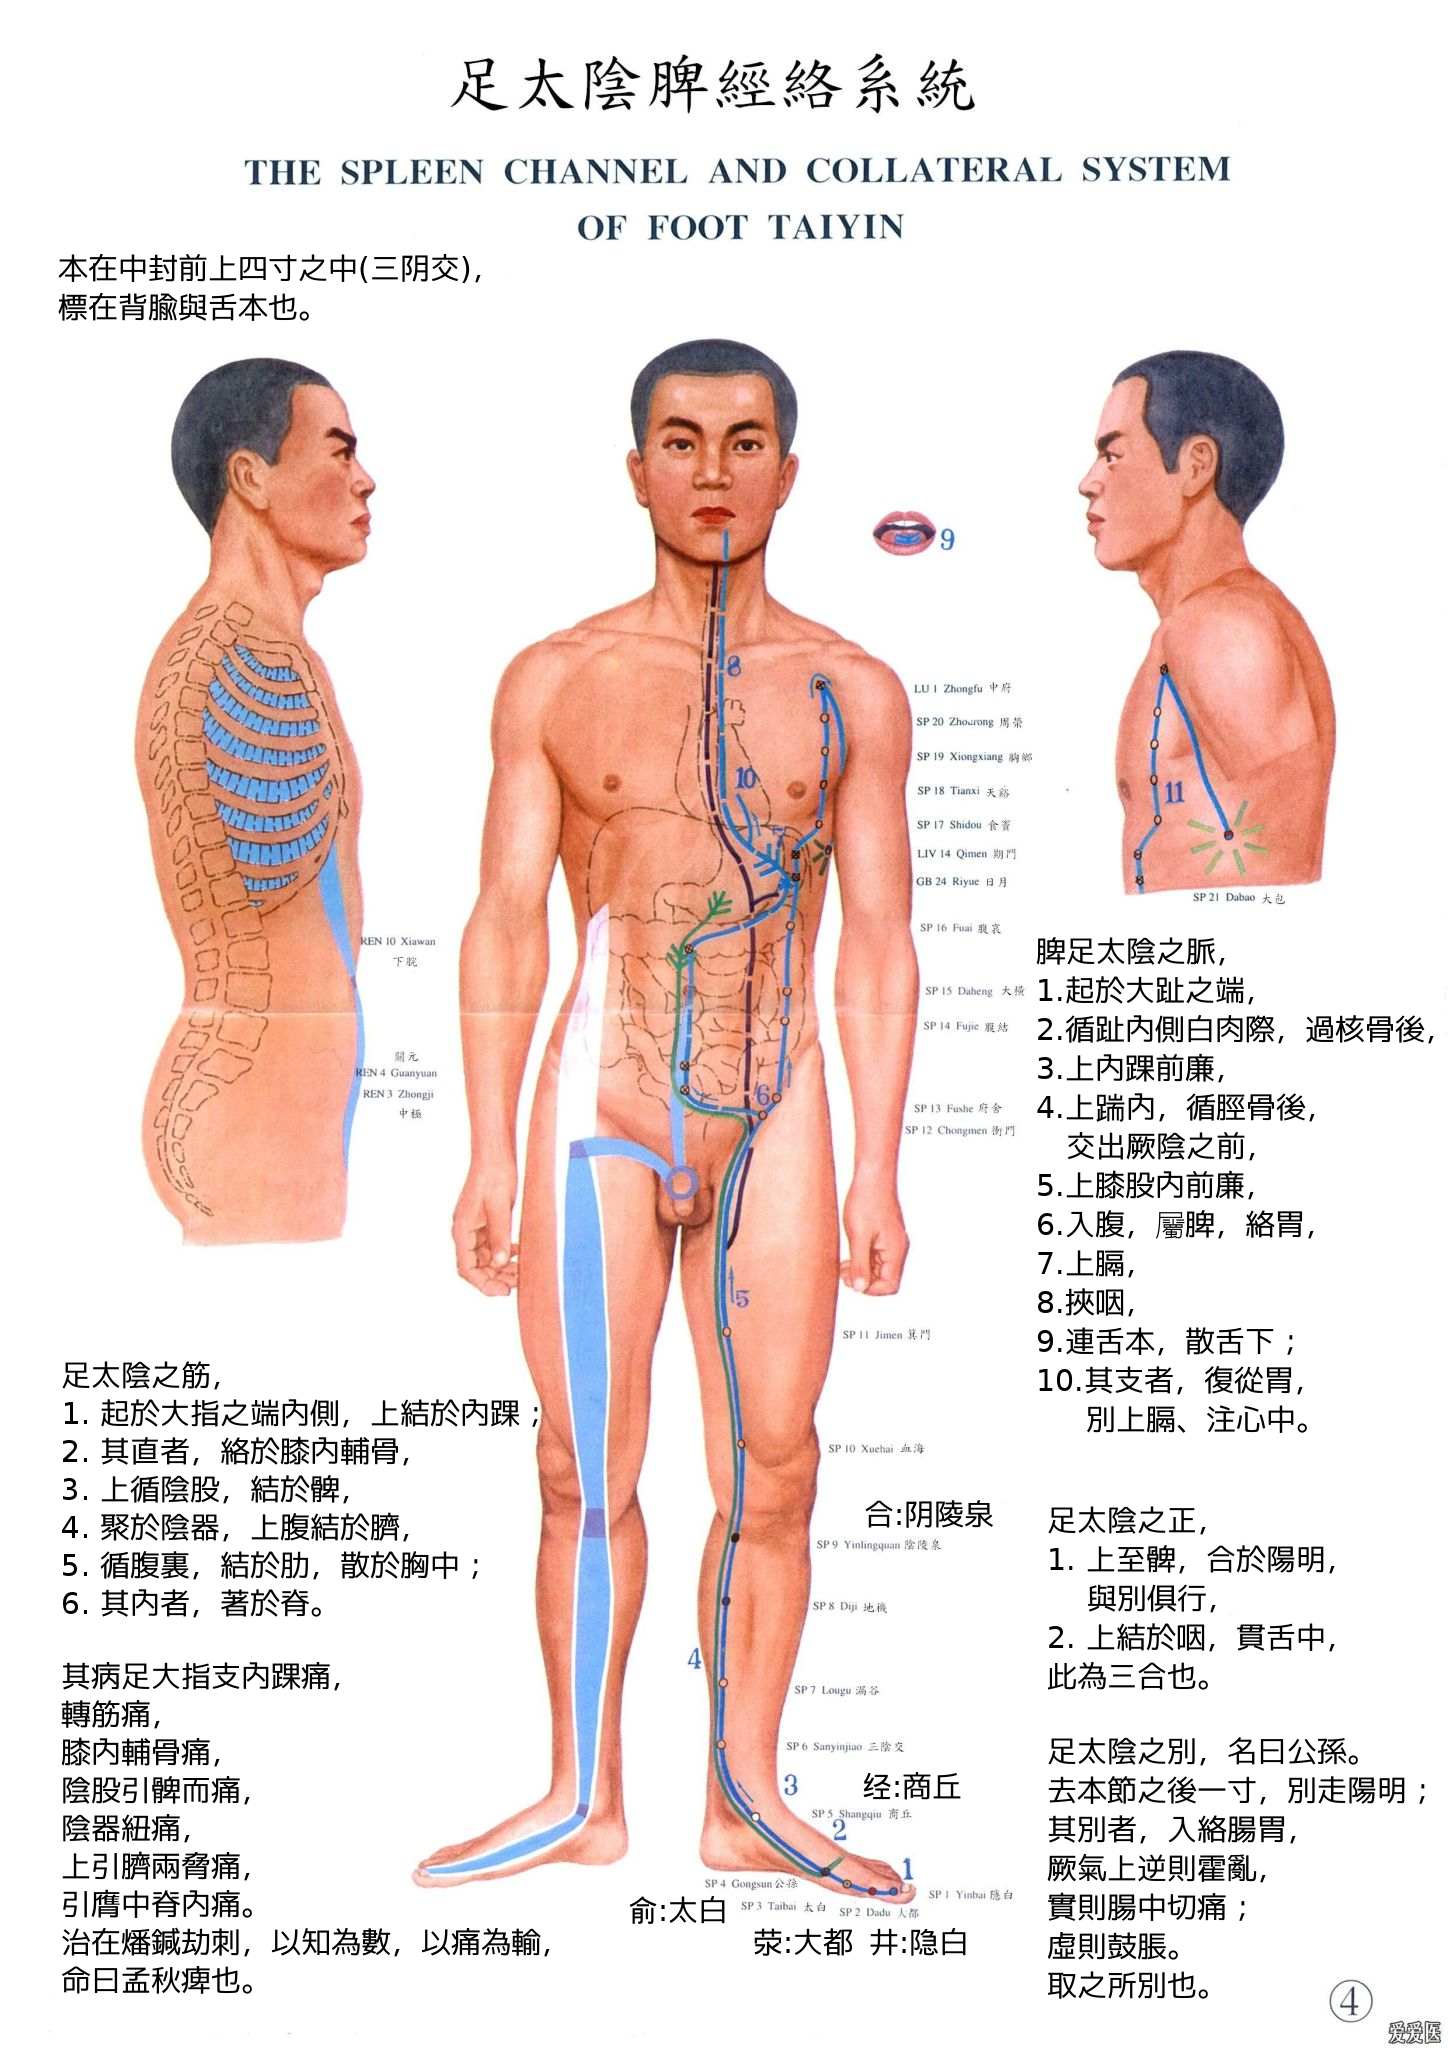 足太陰脾經絡系統
THE SPLEEN CHANNEL AND COLLATERAL SYSTEM
OF FOOT TAIYIN
本在中封前上四寸之中(三阴交)，
標在背腧與舌本也。
9
8
10
LU 1 Zhongfu 中府
SP 20 Zhourong 周榮
SP 19 Xiongxiang 胸鄉
SP 18 Tianxi 天谿
SP 17 Shidou 食竇
LIV 14 Qimen 期門
GB 24 Riyue 日月
SP 16 Fuai 腹哀
SP 15 Daheng 大橫
SP 14 Fujie 腹結
SP 13 Fushe 府舍
SP 12 Chongmen 衝門
7
6
11
SP 21 Dabao 大包
REN 10 Xiawan
下脘
關元
REN 4 Guanyuan
REN 3 Zhongji
中極
脾足太陰之脈，
1.起於大趾之端，
2.循趾內側白肉際，過核骨後，
3.上內踝前廉，
4.上踹內，循脛骨後，
交出厥陰之前，
5.上膝股內前廉，
6.入腹，屬脾，絡胃，
7.上膈，
8.挾咽，
9.連舌本，散舌下；
10.其支者，復從胃，
別上膈、注心中。
5
SP 11 Jimen 箕門
SP 10 Xuehai 血海
合:阴陵泉
SP 9 Yinlingquan 陰陵泉
SP 8 Diji 地機
4
SP 7 Lougu 漏谷
SP 6 Sanyinjiao 三陰交
3
经:商丘
SP 5 Shangqiu 商丘
2
1
SP 4 Gongsun 公孫
SP 1 Yinbai 隱白
俞:太白
SP 3 Taibai 太白
SP 2 Dadu 大都
荥:大都 井:隐白
足太陰之筋，
1. 起於大指之端內側，上結於內踝；
2. 其直者，絡於膝內輔骨，
3. 上循陰股，結於髀，
4. 聚於陰器，上腹結於臍，
5. 循腹裏，結於肋，散於胸中；
6. 其內者，著於脊。
其病足大指支內踝痛，
轉筋痛，
膝內輔骨痛，
陰股引髀而痛，
陰器紐痛，
上引臍兩脅痛，
引膺中脊內痛。
治在燔鍼劫刺，以知為數，以痛為輸，
命曰孟秋痺也。
足太陰之正，
1. 上至髀，合於陽明，
與別俱行，
2. 上結於咽，貫舌中，
此為三合也。
足太陰之別，名曰公孫。
去本節之後一寸，別走陽明；
其別者，入絡腸胃，
厥氣上逆則霍亂，
實則腸中切痛；
虛則鼓脹。
取之所別也。
④
爱爱医